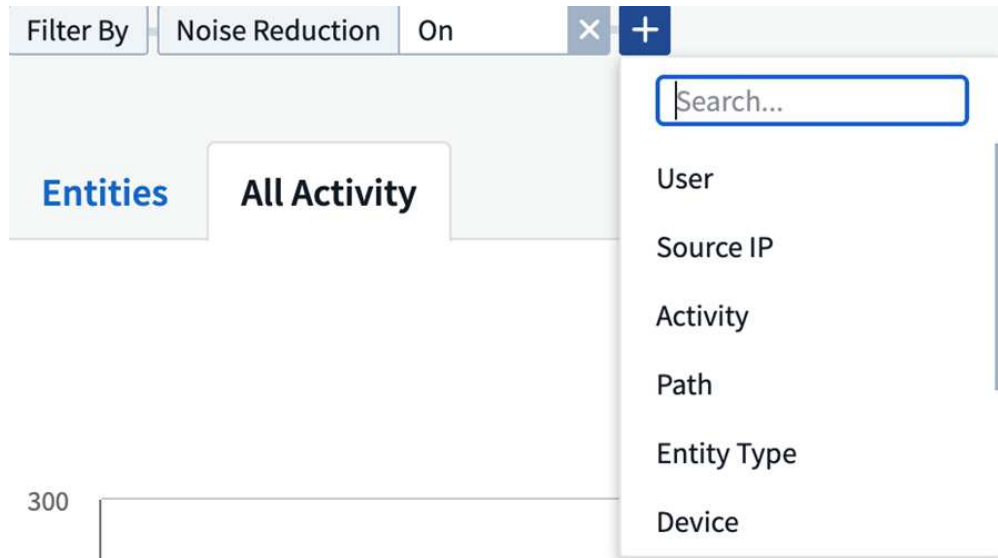 Filter By Noise Reduction On × +
Search...
Entities All Activity
User
Source IP
Activity
Path
Entity Type
300
Device